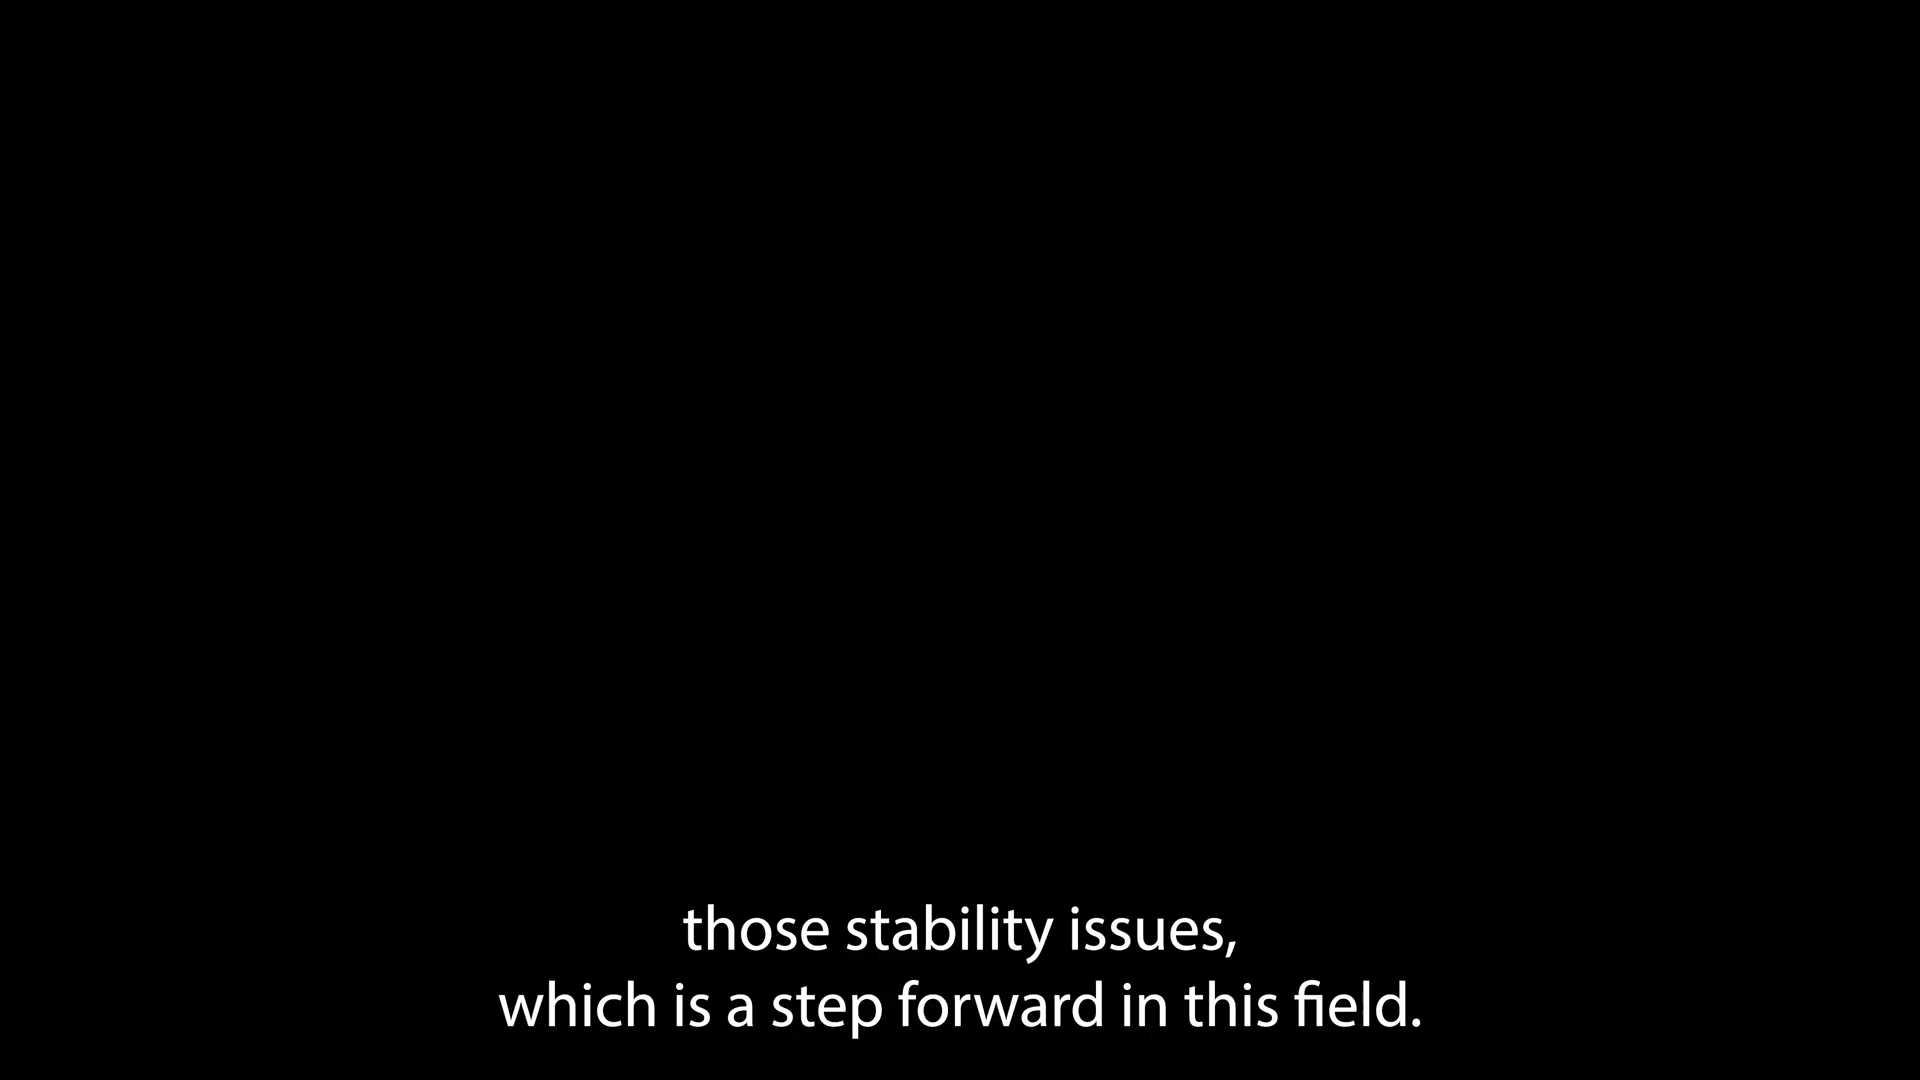 those stability issues,
which is a step forward in this field.